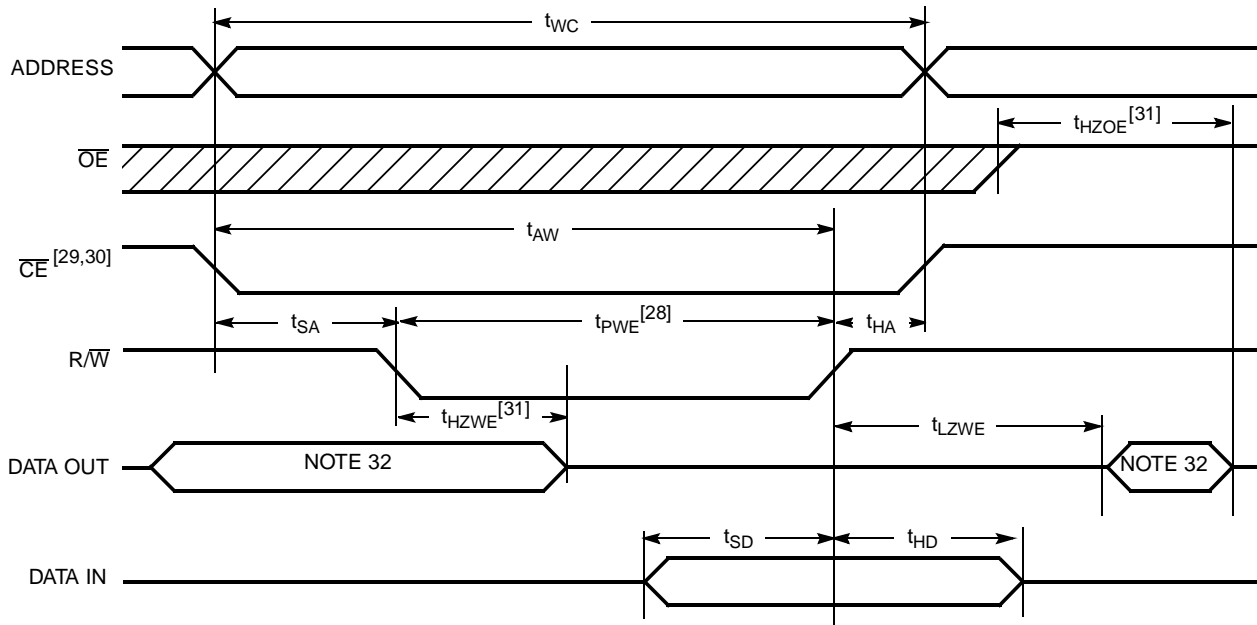 tWC
ADDRESS
tHZOE[31]
OE
tAW
CE [29,30]
tSA
tPWE[28]
tHA
R/W
tHZWE[31]
tLZWE
DATA OUT
NOTE 32
NOTE 32
tSD
tHD
DATA IN